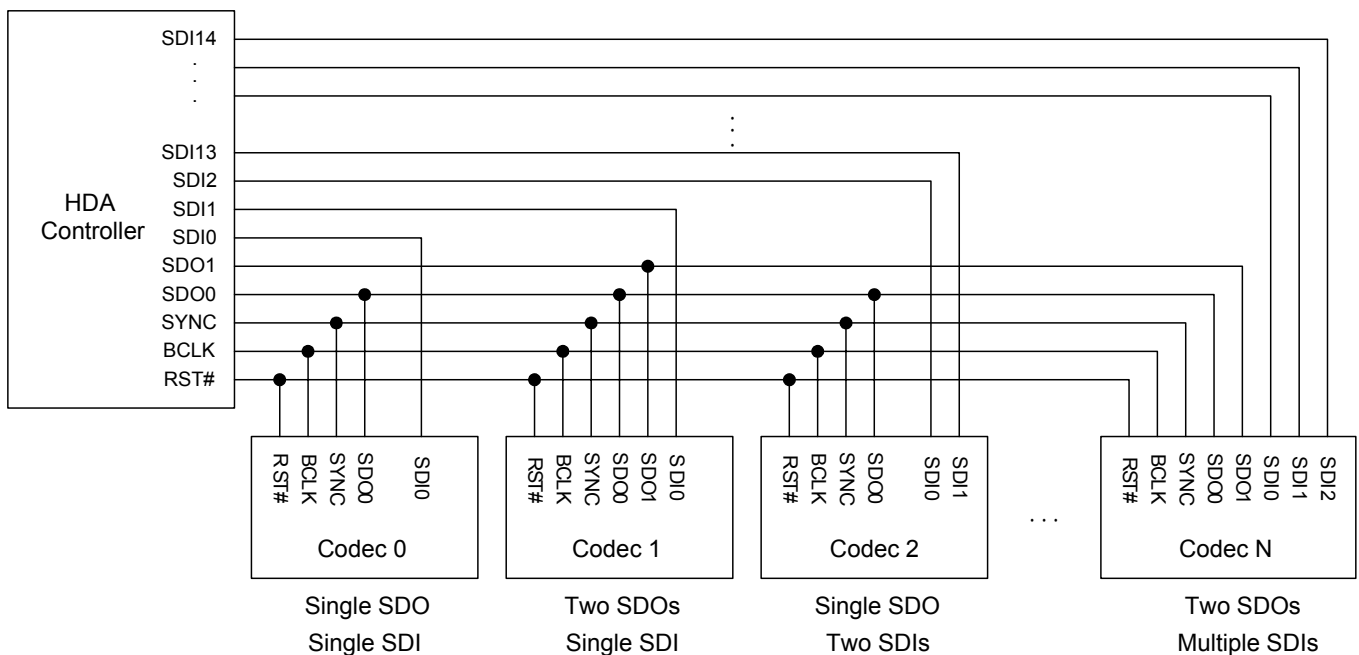 SDI14
.
.
.
SDI13
SDI2
SDI1
SDI0
SDO1
SDO0
SYNC
BCLK
RST#
HDA
Controller
.
.
.
RST#
BCLK
SYNC
SDO0
SDI0
Codec 0
Single SDO
Single SDI
RST#
BCLK
SYNC
SDO0
SDO1
SDI0
Codec 1
Two SDOs
Single SDI
RST#
BCLK
SYNC
SDO0
SDI0
SDI1
Codec 2
Single SDO
Two SDIs
. . .
RST#
BCLK
SYNC
SDO0
SDO1
SDI0
SDI1
SDI2
Codec N
Two SDOs
Multiple SDIs